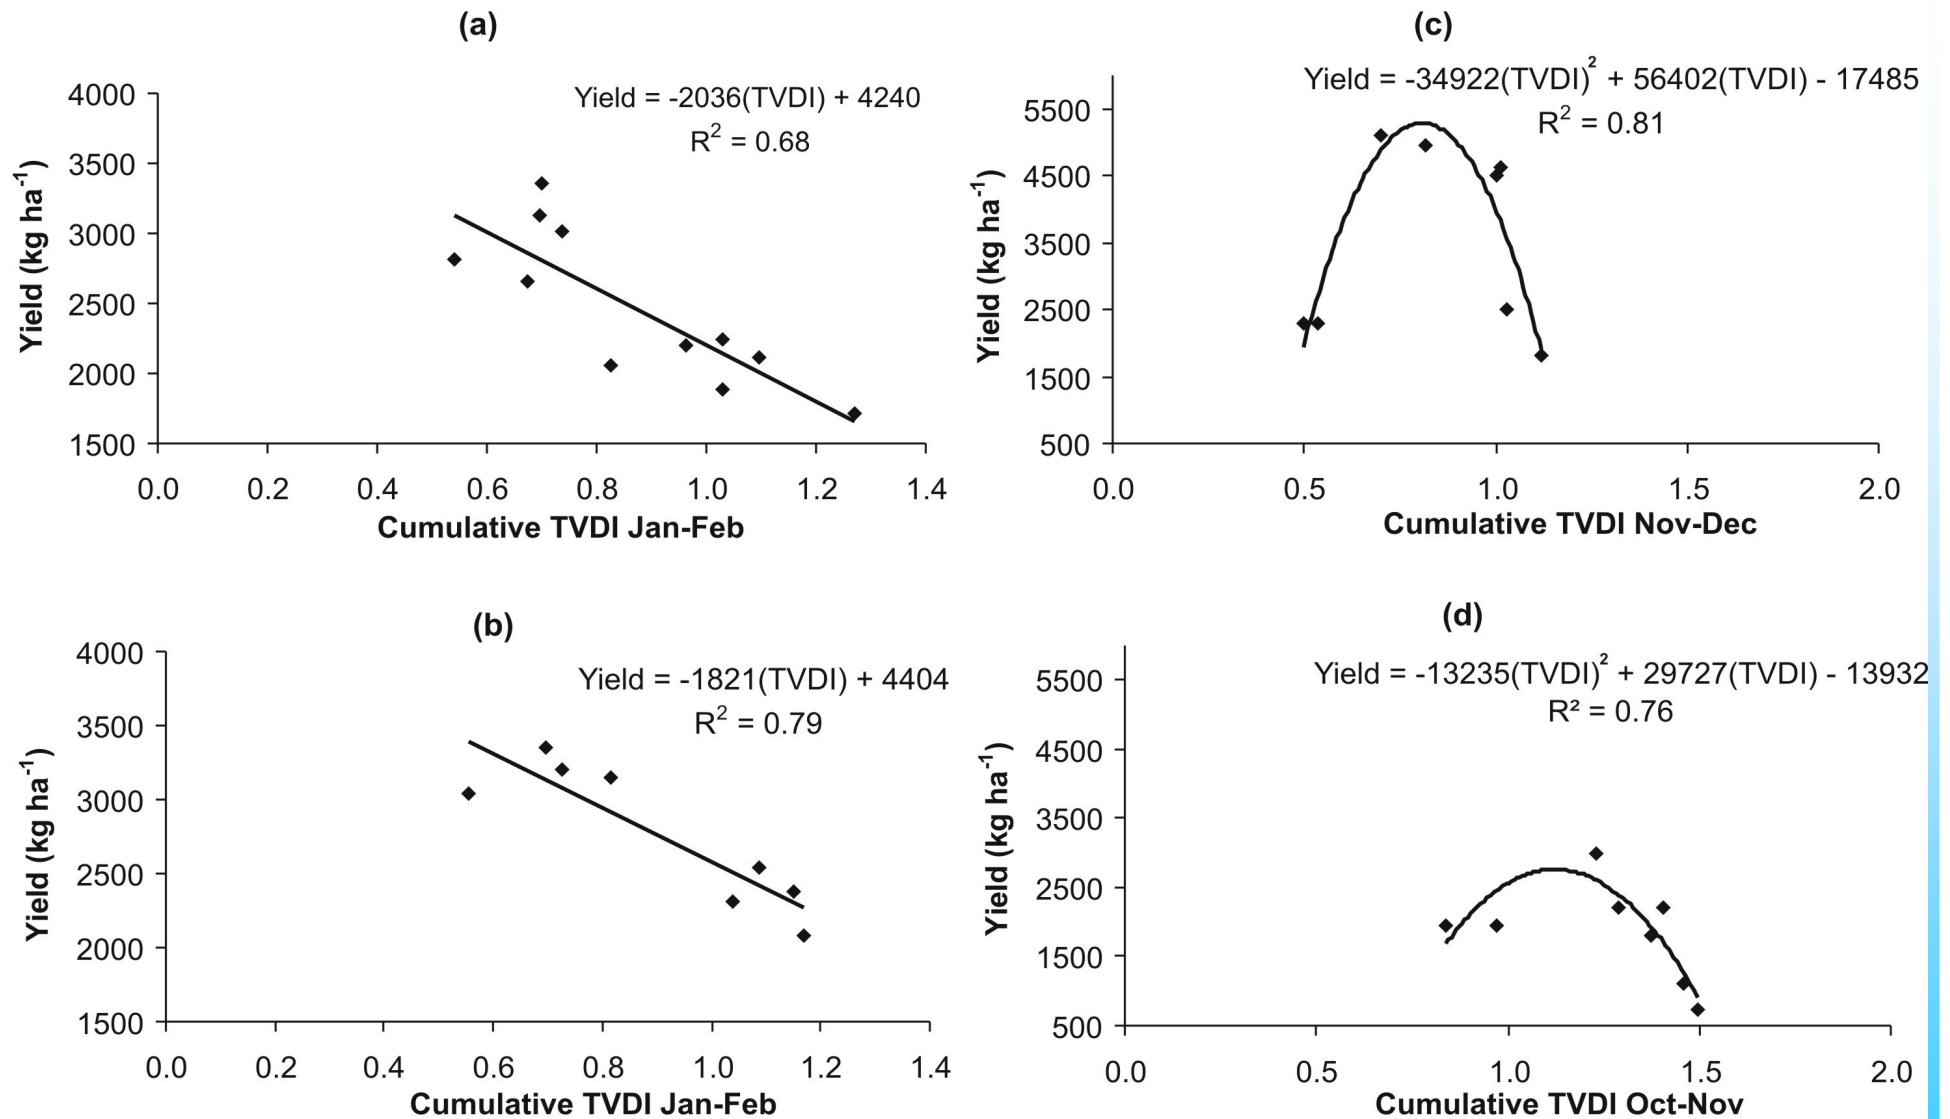 (a)
Yield = -2036(TVDI) + 4240
R² = 0.68
4000
3500
3000
2500
2000
1500
Yield (kg ha⁻¹)
0.0 0.2 0.4 0.6 0.8 1.0 1.2 1.4
Cumulative TVDI Jan-Feb
(c)
Yield = -34922(TVDI)² + 56402(TVDI) - 17485
R² = 0.81
5500
4500
3500
2500
1500
500
Yield (kg ha⁻¹)
0.0 0.5 1.0 1.5 2.0
Cumulative TVDI Nov-Dec
(b)
Yield = -1821(TVDI) + 4404
R² = 0.79
4000
3500
3000
2500
2000
1500
Yield (kg ha⁻¹)
0.0 0.2 0.4 0.6 0.8 1.0 1.2 1.4
Cumulative TVDI Jan-Feb
(d)
Yield = -13235(TVDI)² + 29727(TVDI) - 13932
R² = 0.76
5500
4500
3500
2500
1500
500
Yield (kg ha⁻¹)
0.0 0.5 1.0 1.5 2.0
Cumulative TVDI Oct-Nov